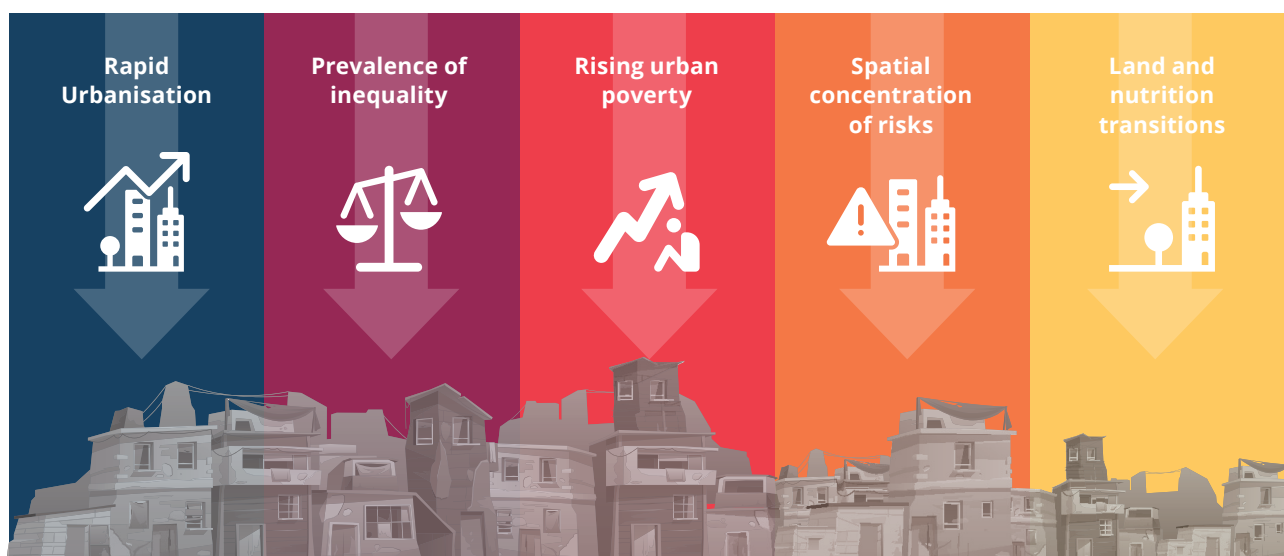 Rapid
Urbanisation
Prevalence of
inequality
Rising urban
poverty
Spatial
concentration
of risks
Land and
nutrition
transitions